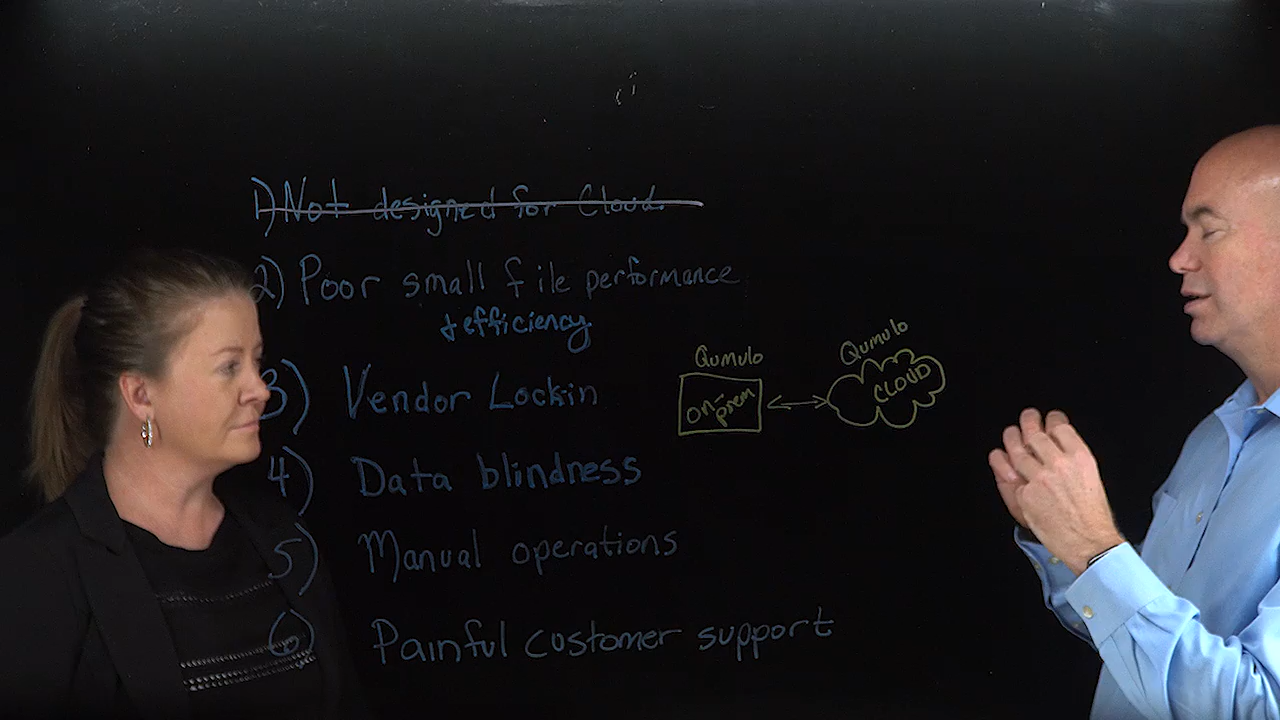 1) Not designed for Cloud.
2) Poor small file performance
+efficiency
3) Vendor Lockin
4) Data blindness
5) Manual operations
6) Painful customer support
Qumulo
on-prem
Qumulo
CLOUD